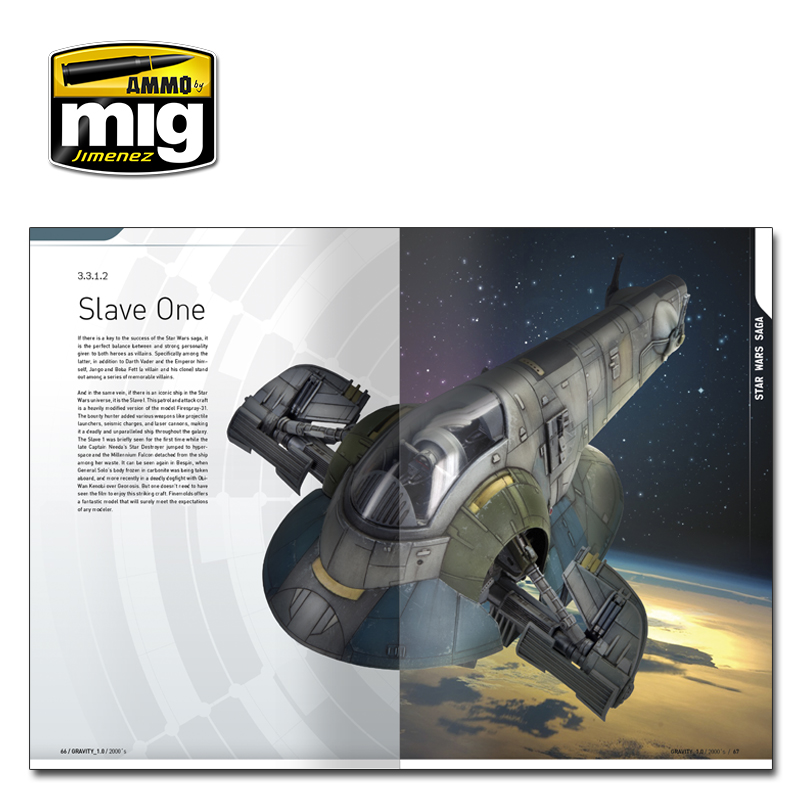 AMMO by
mig
Jimenez
3.3.1.2
Slave One
If there is a key to the success of the Star Wars saga, it
is the perfect balance between and strong personality
given to both heroes as villains. Specifically among the
latter, in addition to Darth Vader and the Emperor him-
self, Jango and Boba Fett (a villain and his clone) stand
out among a series of memorable villains.
And in the same vein, if there is an iconic ship in the Star
Wars universe, it is the Slave I. This patrol and attack craft
is a heavily modified version of the model Firespray-31.
The bounty hunter added various weapons like projectile
launchers, seismic charges, and laser cannons, making
it a deadly and unparalleled ship throughout the galaxy.
The Slave 1 was briefly seen for the first time while the
late Captain Needa's Star Destroyer jumped to hyper-
space and the Millennium Falcon detached from the ship
among her waste. It can be seen again in Bespin, when
General Solo's body frozen in carbonite was being taken
aboard, and more recently in a deadly dogfight with Obi-
Wan Kenobi over Geonosis. But one doesn't need to have
seen the film to enjoy this striking craft. Finemolds offers
a fantastic model that will surely meet the expectations
of any modeler.
STAR WARS SAGA
66 / GRAVITY_1.0 / 2000´s
GRAVITY_1.0 / 2000´s / 67